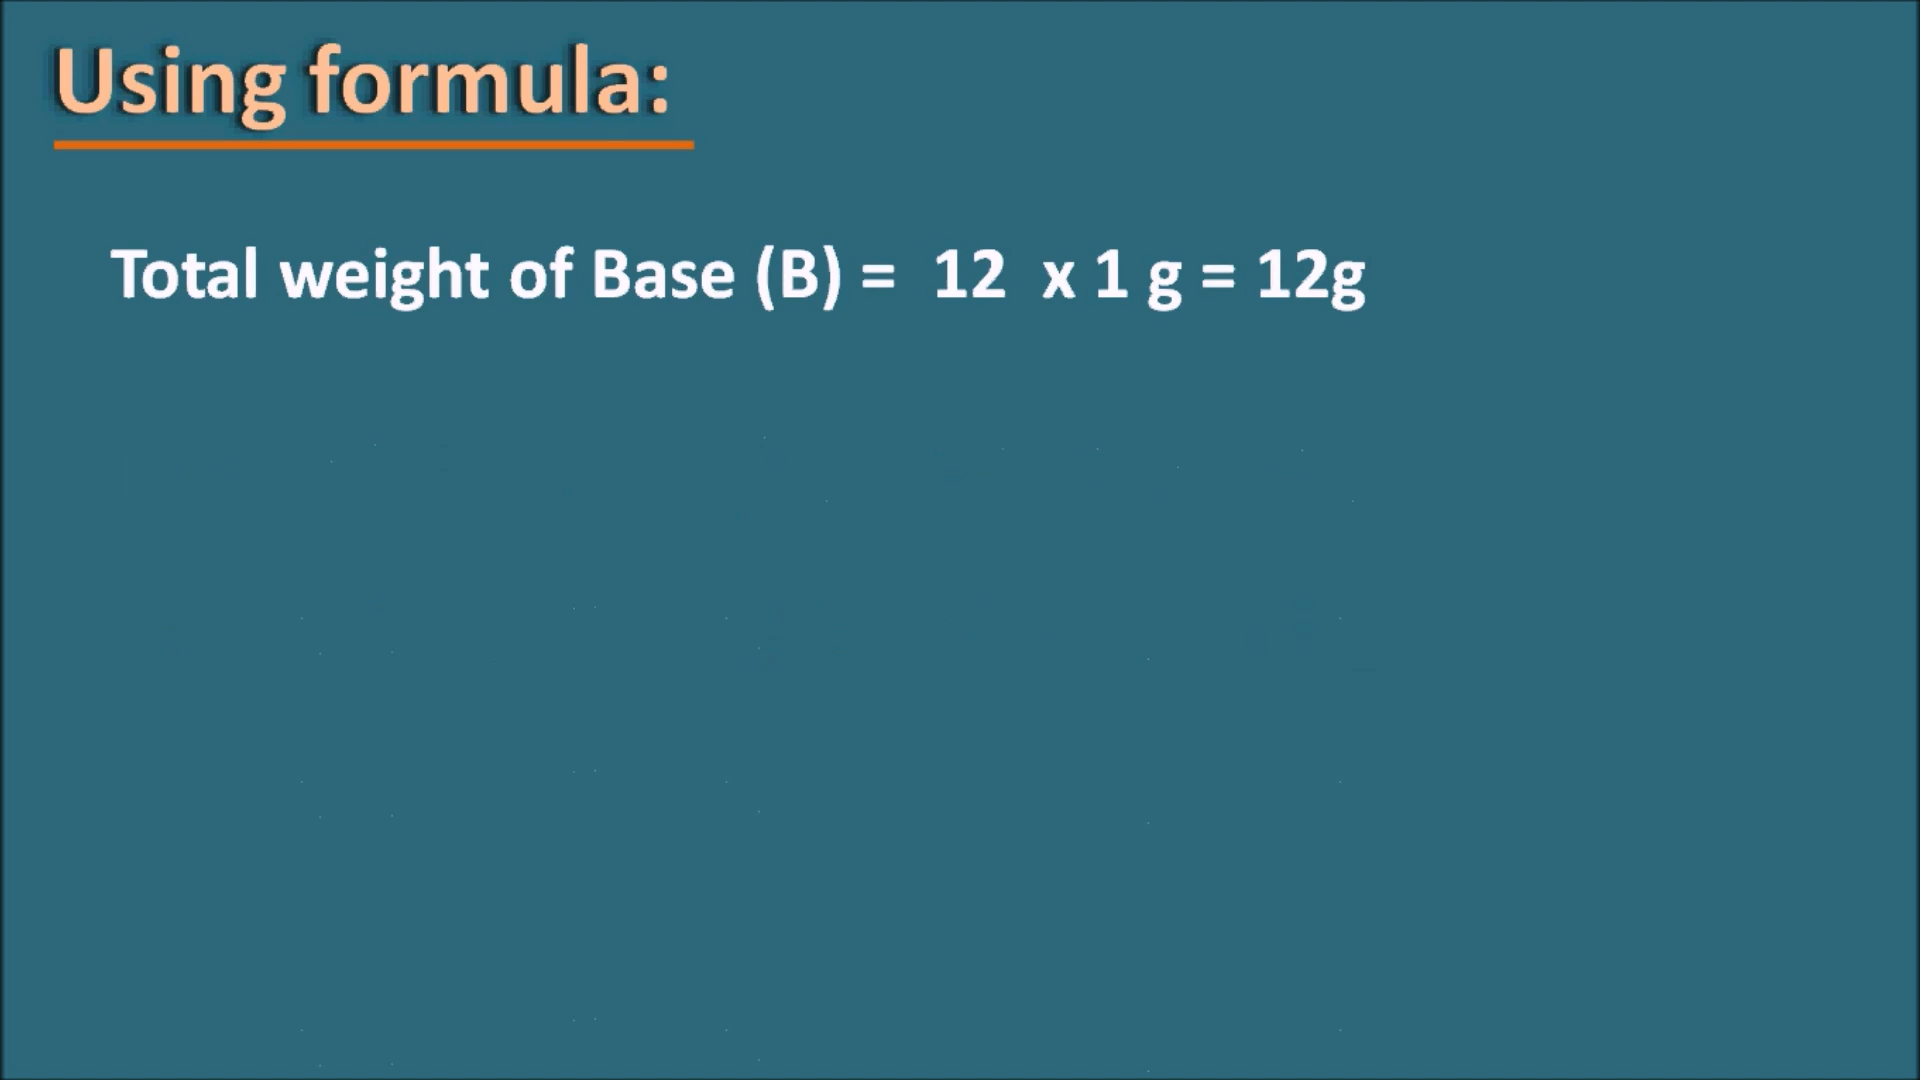 Using formula:
Total weight of Base (B) = 12 x 1 g = 12g